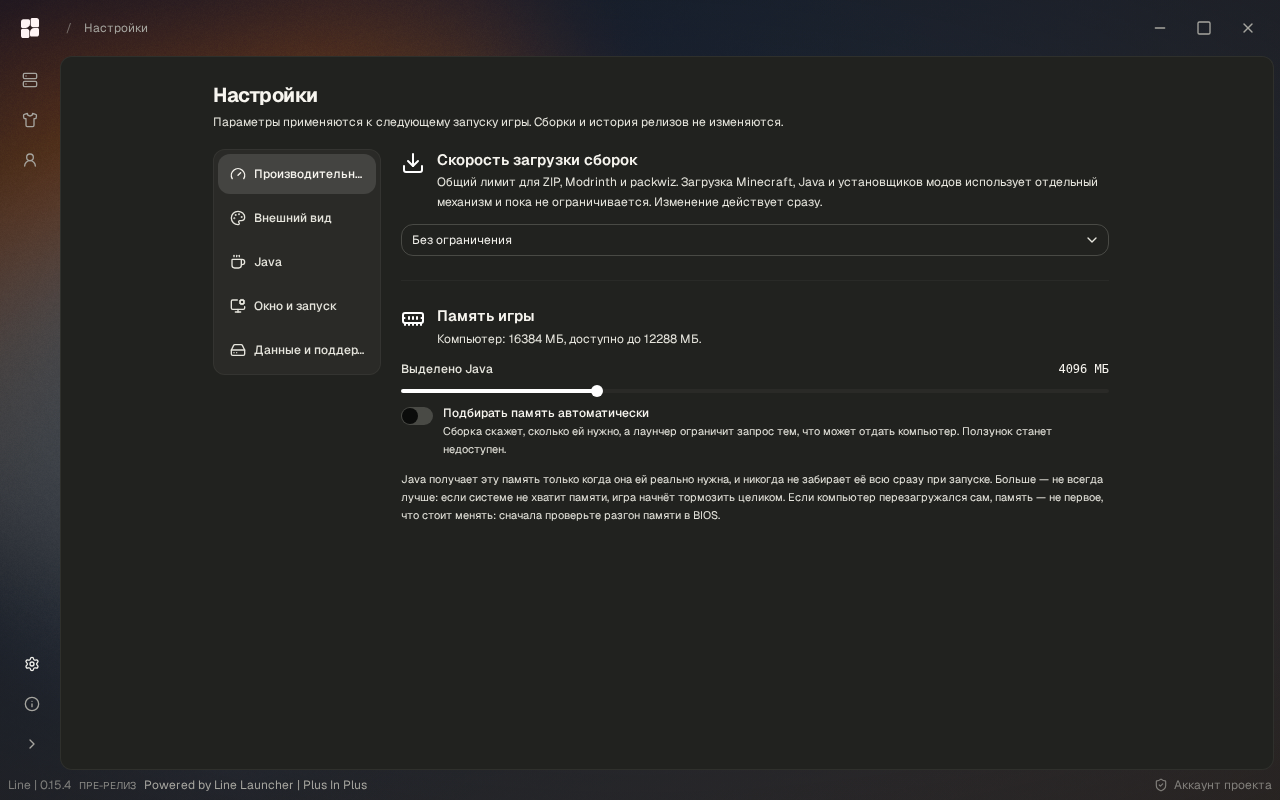 / Настройки
Настройки
Параметры применяются к следующему запуску игры. Сборки и история релизов не изменяются.
Производительн...
Внешний вид
Java
Окно и запуск
Данные и поддер...
Скорость загрузки сборок
Общий лимит для ZIP, Modrinth и packwiz. Загрузка Minecraft, Java и установщиков модов использует отдельный
механизм и пока не ограничивается. Изменение действует сразу.
Без ограничения
Память игры
Компьютер: 16384 МБ, доступно до 12288 МБ.
Выделено Java
4096 МБ
Подбирать память автоматически
Сборка скажет, сколько ей нужно, а лаунчер ограничит запрос тем, что может отдать компьютер. Ползунок станет
недоступен.
Java получает эту память только когда она ей реально нужна, и никогда не забирает её всю сразу при запуске. Больше — не всегда
лучше: если системе не хватит памяти, игра начнёт тормозить целиком. Если компьютер перезагружался сам, память — не первое,
что стоит менять: сначала проверьте разгон памяти в BIOS.
Line | 0.15.4 ПРЕ-РЕЛИЗ Powered by Line Launcher | Plus In Plus
Аккаунт проекта